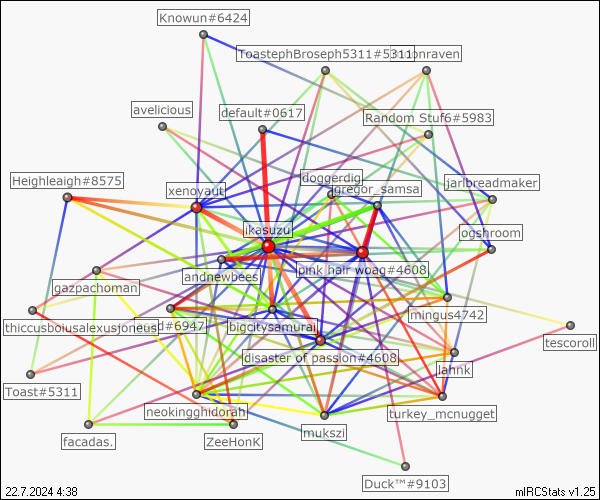 Knowun#6424
ToastephBroseph5311#5311
onraven
avelicious
default#0617
Random Stuf6#5983
Heighleaigh#8575
xenoyaut
doggerdig
gregor_samsa
jarlbreadmaker
ikasuzu
ogshroom
gazpachoman
andnewbees
pink hair woag#4608
thiccusboiusalexusjoneus
#6947
bigcitysamurai
mingus4742
disaster of passion#4608
tescoroll
Toast#5311
lahnk
neokingghidorah
turkey_mcnugget
facadas.
ZeeHonK
mukszi
Duck™#9103
22.7.2024 4:38
mIRCStats v1.25